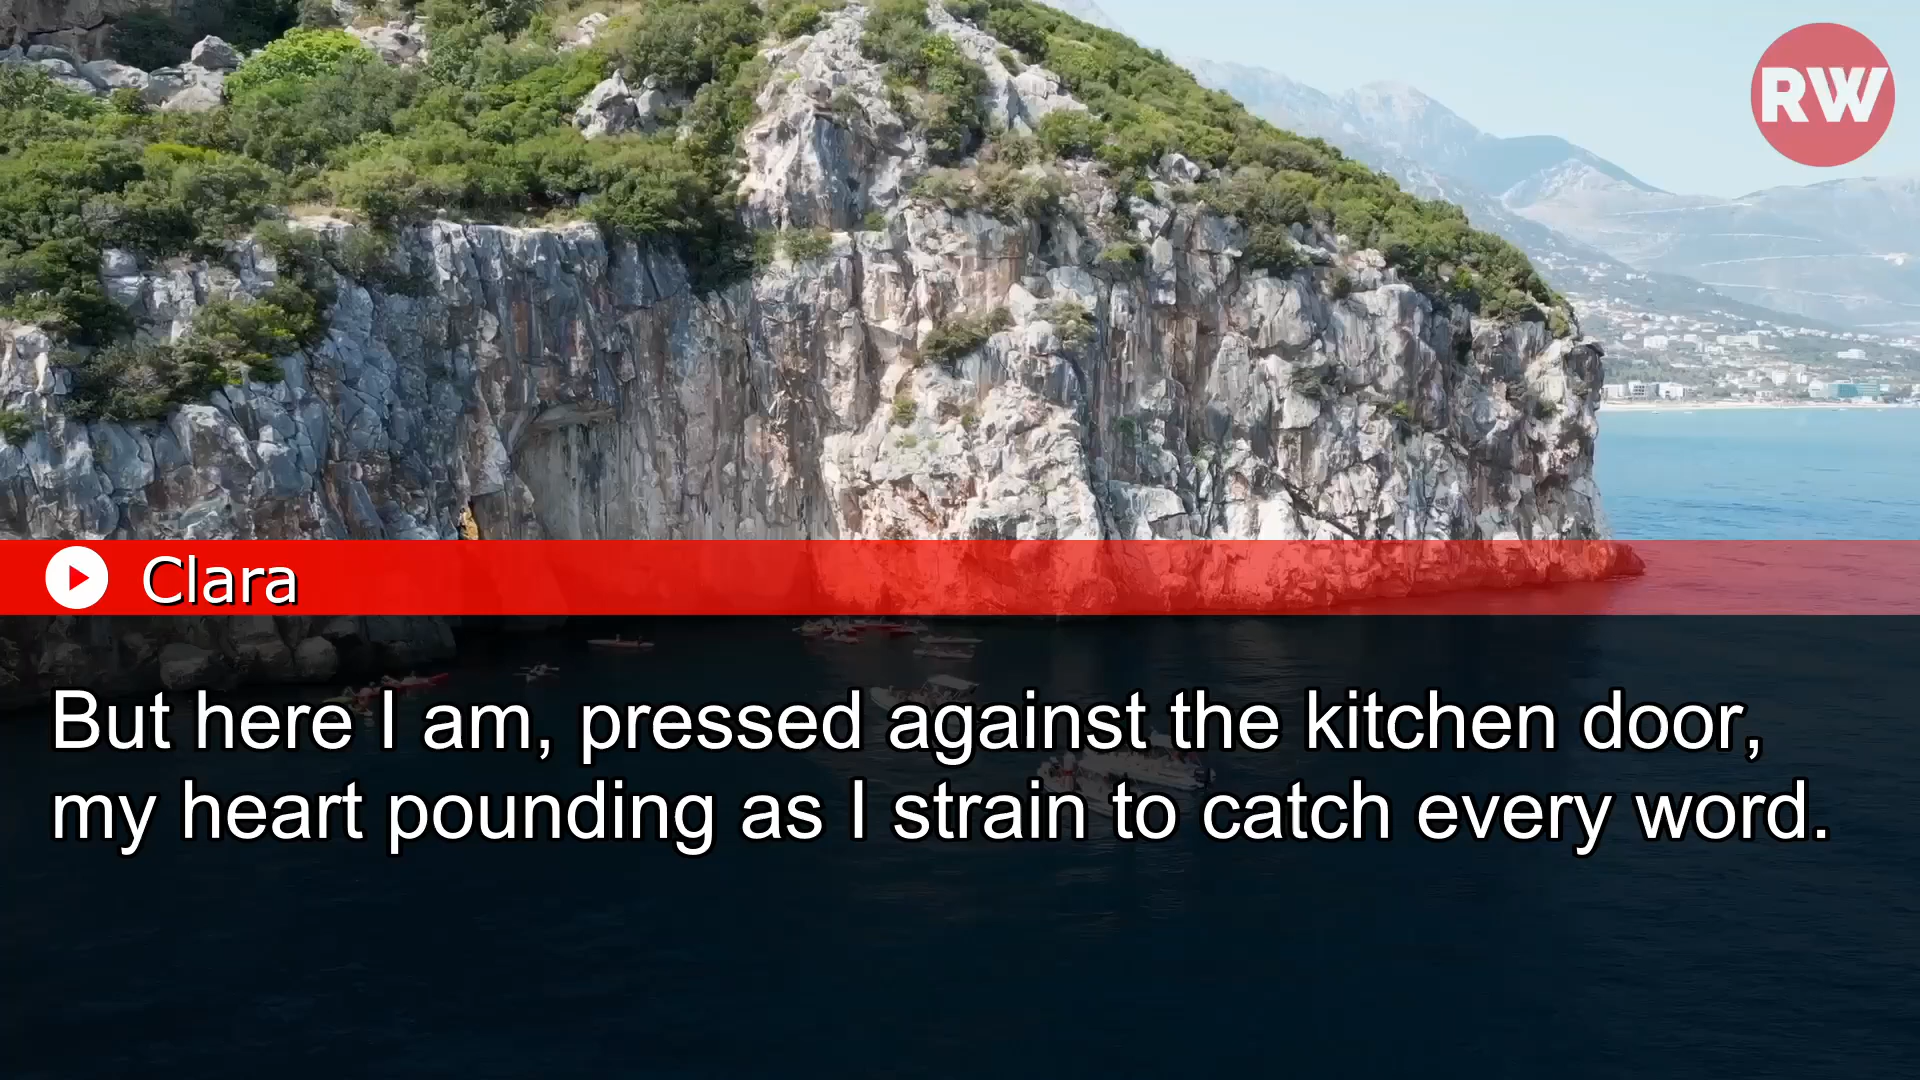 RW
Clara
But here I am, pressed against the kitchen door,
my heart pounding as I strain to catch every word.